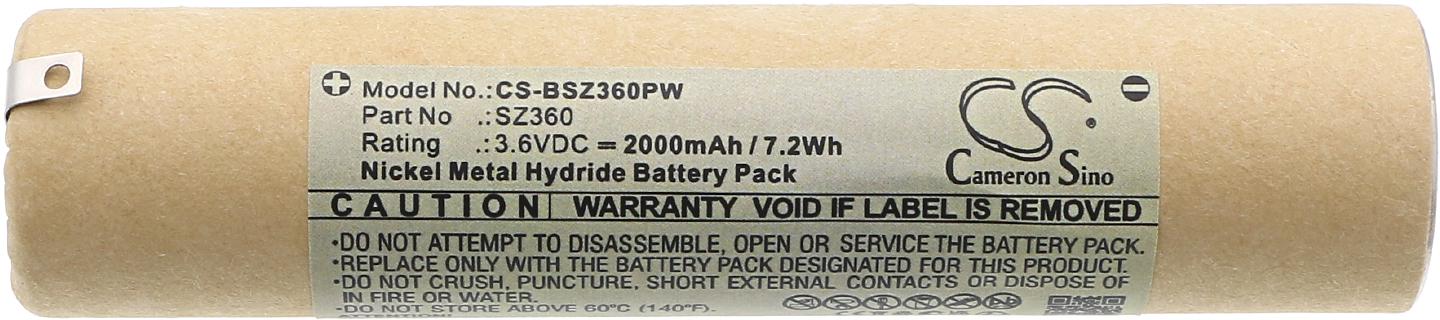 Model No.:CS-BSZ360PW
Part No .:SZ360
Rating .:3.6VDC = 2000mAh / 7.2Wh
Nickel Metal Hydride Battery Pack
CS
Cameron Sino
CAUTION | WARRANTY VOID IF LABEL IS REMOVED
•DO NOT ATTEMPT TO DISASSEMBLE, OPEN OR SERVICE THE BATTERY PACK.
•REPLACE ONLY WITH THE BATTERY PACK DESIGNATED FOR THIS PRODUCT.
•DO NOT CRUSH, PUNCTURE, SHORT EXTERNAL CONTACTS OR DISPOSE OF
IN FIRE OR WATER.
•DO NOT STORE ABOVE 60°C (140°F).
ATTENTION!